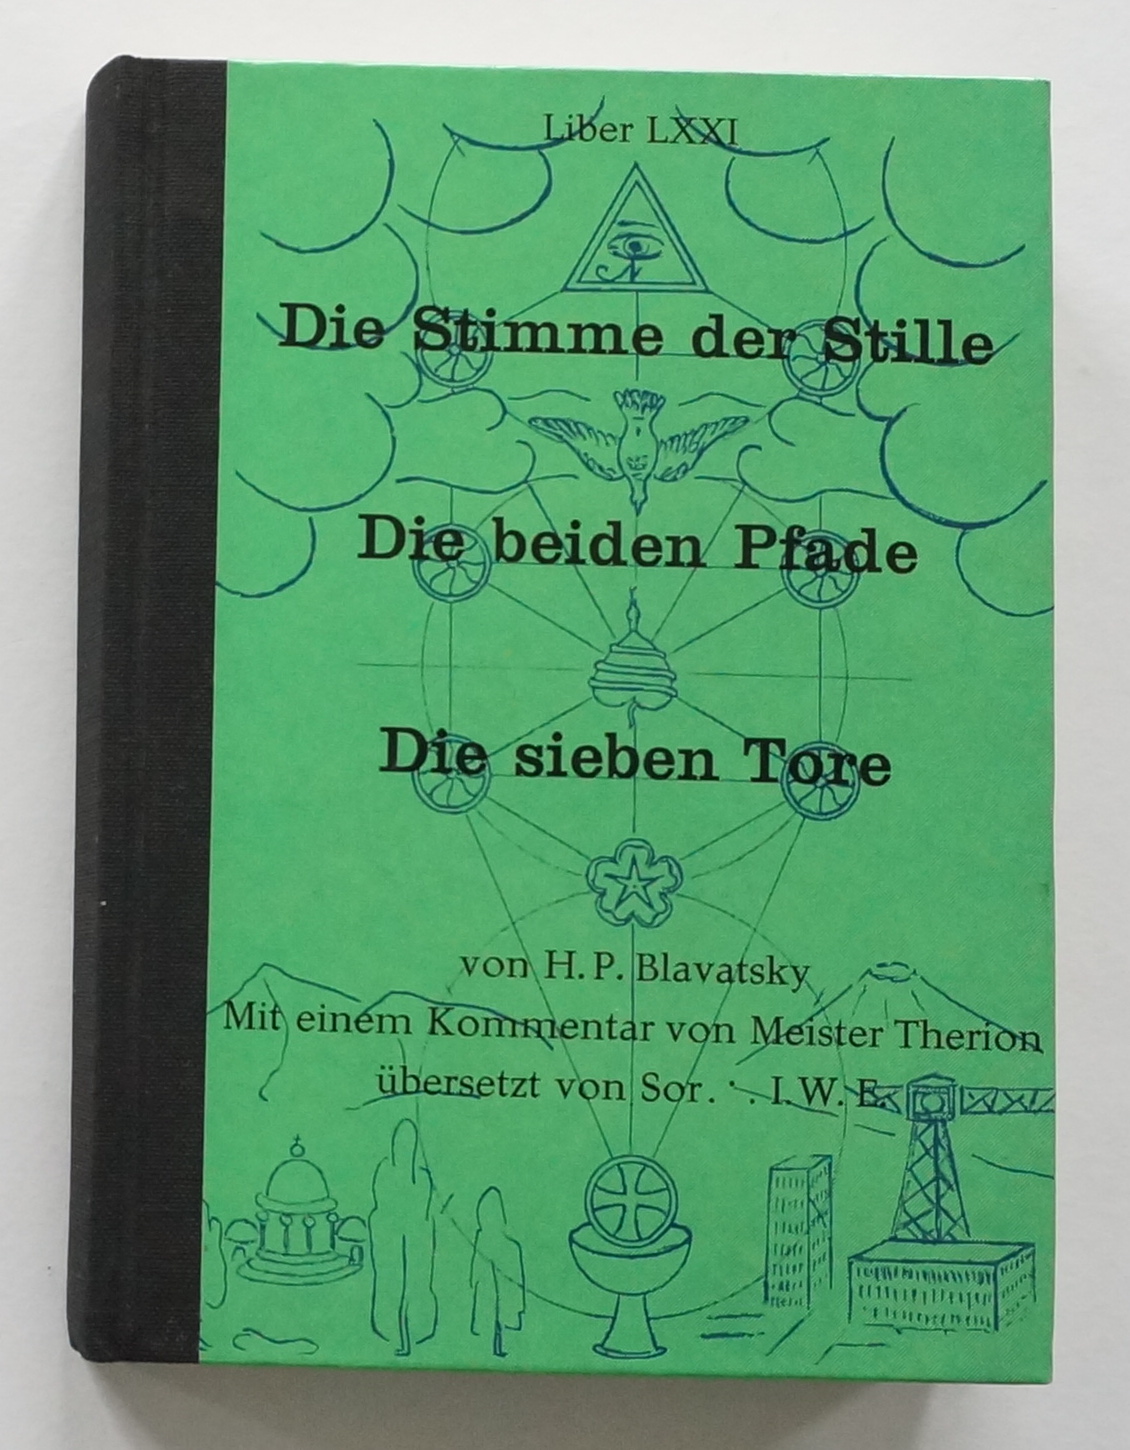 Liber LXXI
Die Stimme der Stille
Die beiden Pfade
Die sieben Tore
von H. P. Blavatsky
Mit einem Kommentar von Meister Therion
übersetzt von Sor. ∴ I. W. E.